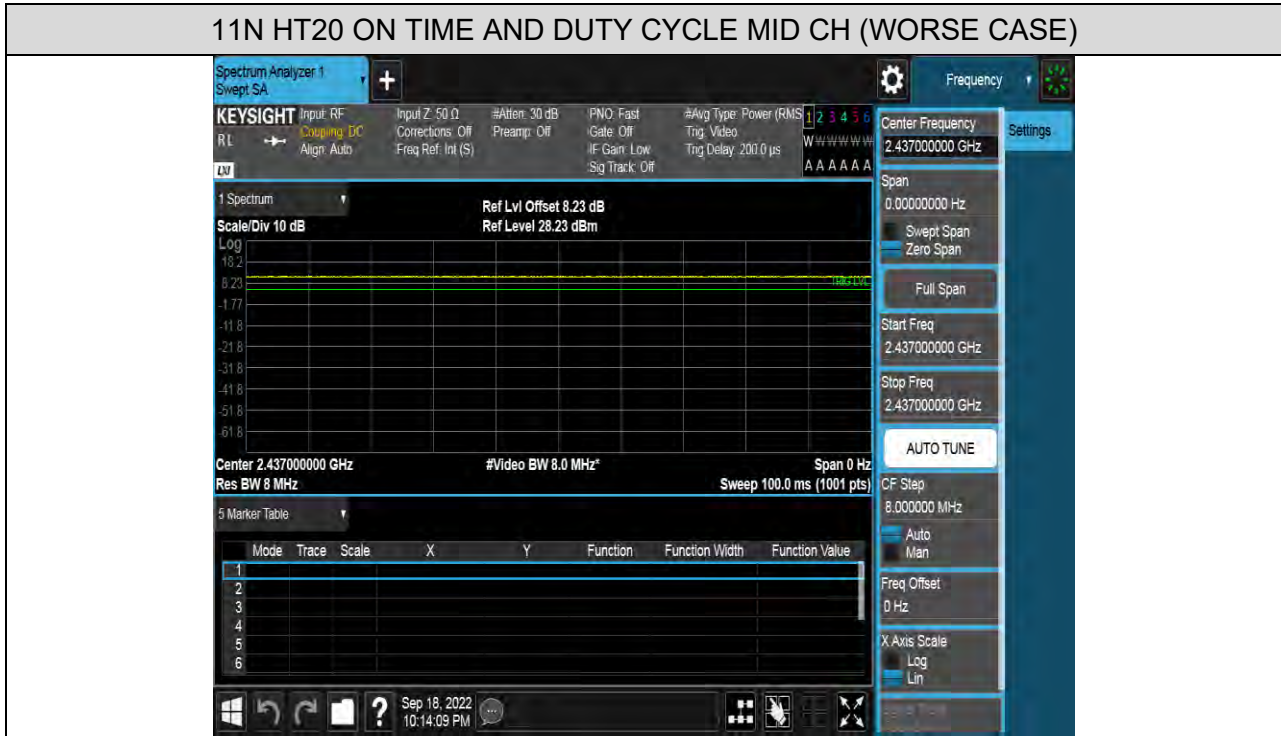 11N HT20 ON TIME AND DUTY CYCLE MID CH (WORSE CASE)
Spectrum Analyzer 1
Swept SA
+
Frequency
Settings
KEYSIGHT
RL
LXI
Input: RF
Coupling: DC
Align: Auto
Input Z: 50 Ω
Corrections: Off
Freq Ref: Int (S)
#Atten: 30 dB
Preamp: Off
PNO: Fast
Gate: Off
IF Gain: Low
Sig Track: Off
#Avg Type: Power (RMS
Trig: Video
Trig Delay: 200.0 µs
1 2 3 4 5 6
W W W W W W
A A A A A A
1 Spectrum
Scale/Div 10 dB
Ref Lvl Offset 8.23 dB
Ref Level 28.23 dBm
Log
18.2
8.23
TRIG LVL
-1.77
-11.8
-21.8
-31.8
-41.8
-51.8
-61.8
Center 2.437000000 GHz
#Video BW 8.0 MHz*
Span 0 Hz
Res BW 8 MHz
Sweep 100.0 ms (1001 pts)
5 Marker Table
Mode Trace Scale X Y Function Function Width Function Value
1
2
3
4
5
6
Center Frequency
2.437000000 GHz
Span
0.00000000 Hz
Swept Span
Zero Span
Full Span
Start Freq
2.437000000 GHz
Stop Freq
2.437000000 GHz
AUTO TUNE
CF Step
8.000000 MHz
Auto
Man
Freq Offset
0 Hz
X Axis Scale
Log
Lin
?
Sep 18, 2022
10:14:09 PM